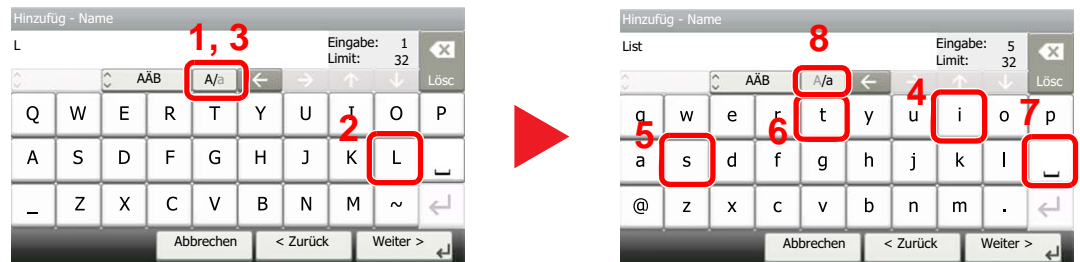 Hinzufüg - Name
L
1, 3
Eingabe: 1
Limit: 32
AÄB
A/a
Lösc
Q W E R T Y U I O P
2
A S D F G H J K L
_ Z X C V B N M ~
Abbrechen < Zurück Weiter >
Hinzufüg - Name
List
8
Eingabe: 5
Limit: 32
AÄB
A/a
Lösc
4
7
q w e r t y u i o p
5
6
a s d f g h j k l
@ z x c v b n m .
Abbrechen < Zurück Weiter >